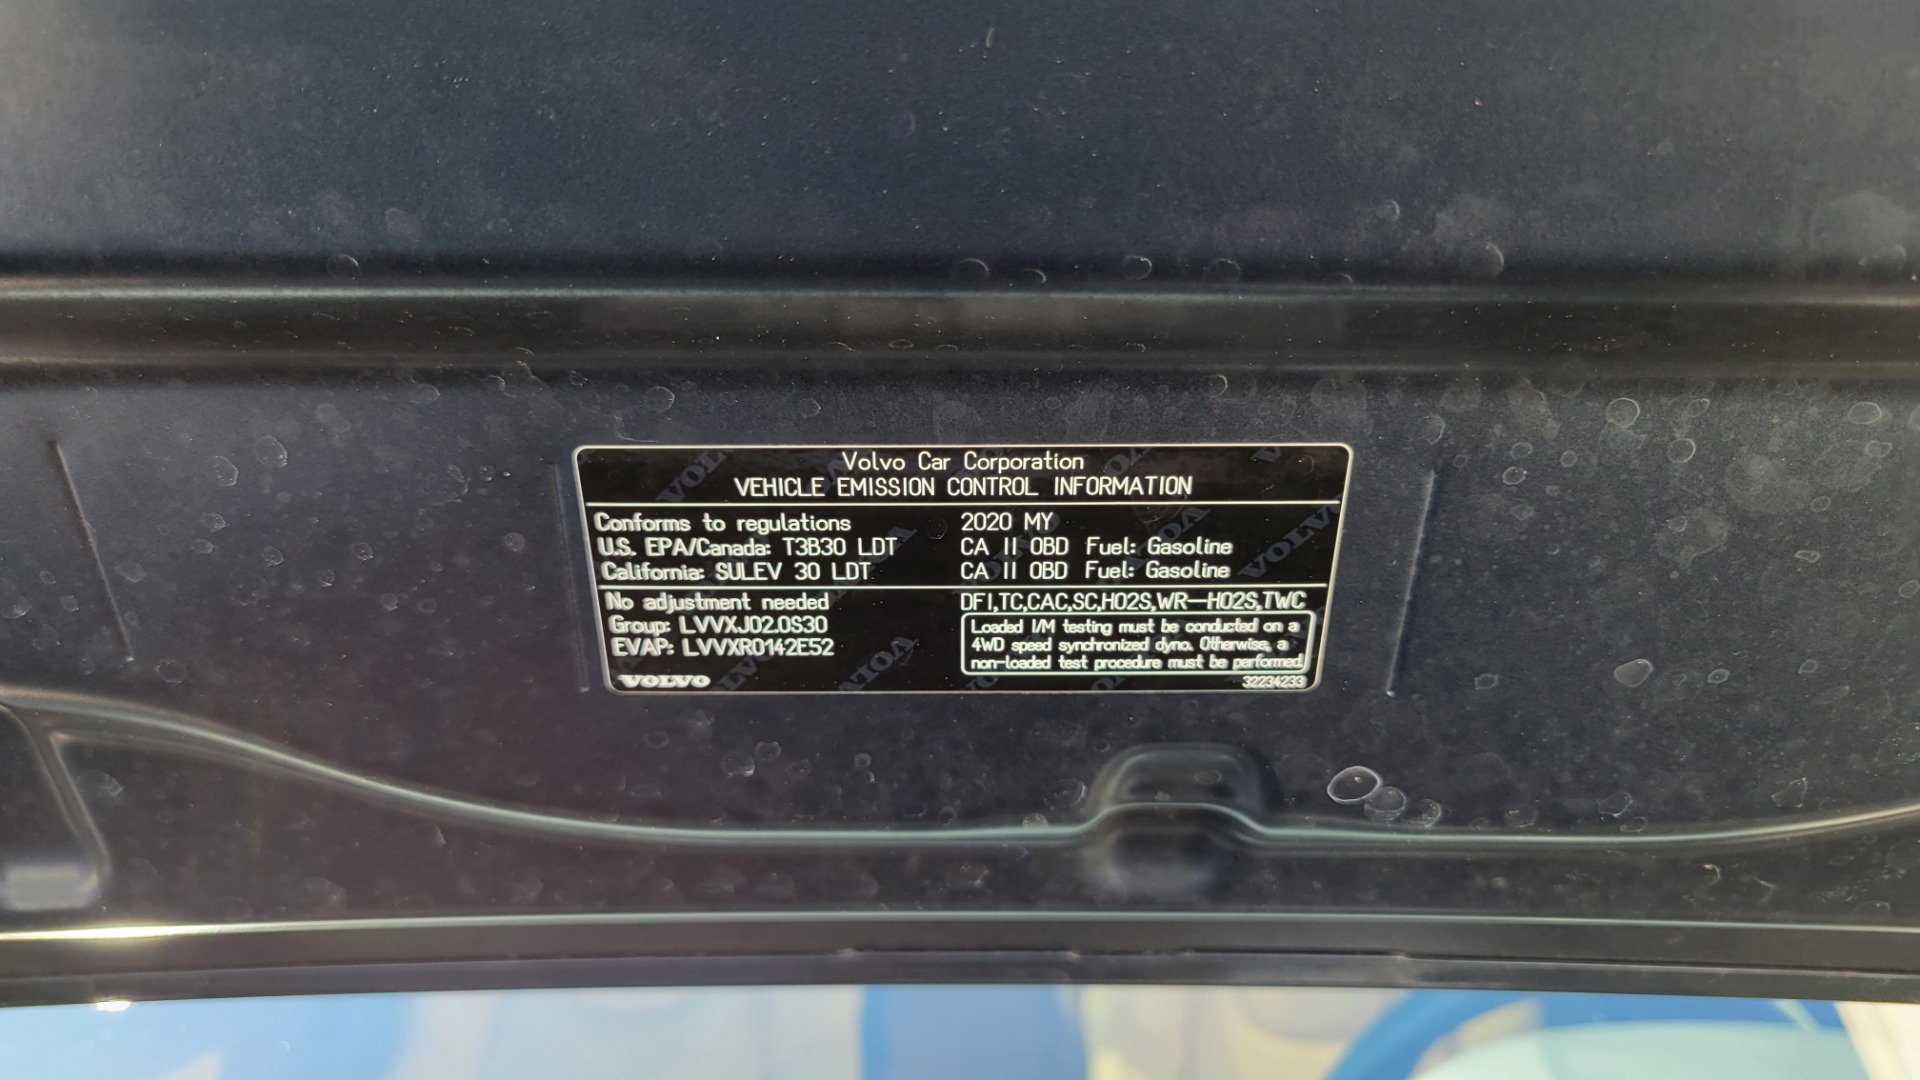 Volvo Car Corporation
VEHICLE EMISSION CONTROL INFORMATION
Conforms to regulations 2020 MY
U.S. EPA/Canada: T3B30 LDT CA II OBD Fuel: Gasoline
California: SULEV 30 LDT CA II OBD Fuel: Gasoline
No adjustment needed DFI,TC,CAC,SC,HO2S,WR-HO2S,TWC
Group: LVVXJ02.0S30
EVAP: LVVXR0142E52
Loaded I/M testing must be conducted on a
4WD speed synchronized dyno. Otherwise, a
non-loaded test procedure must be performed
VOLVO 32234233